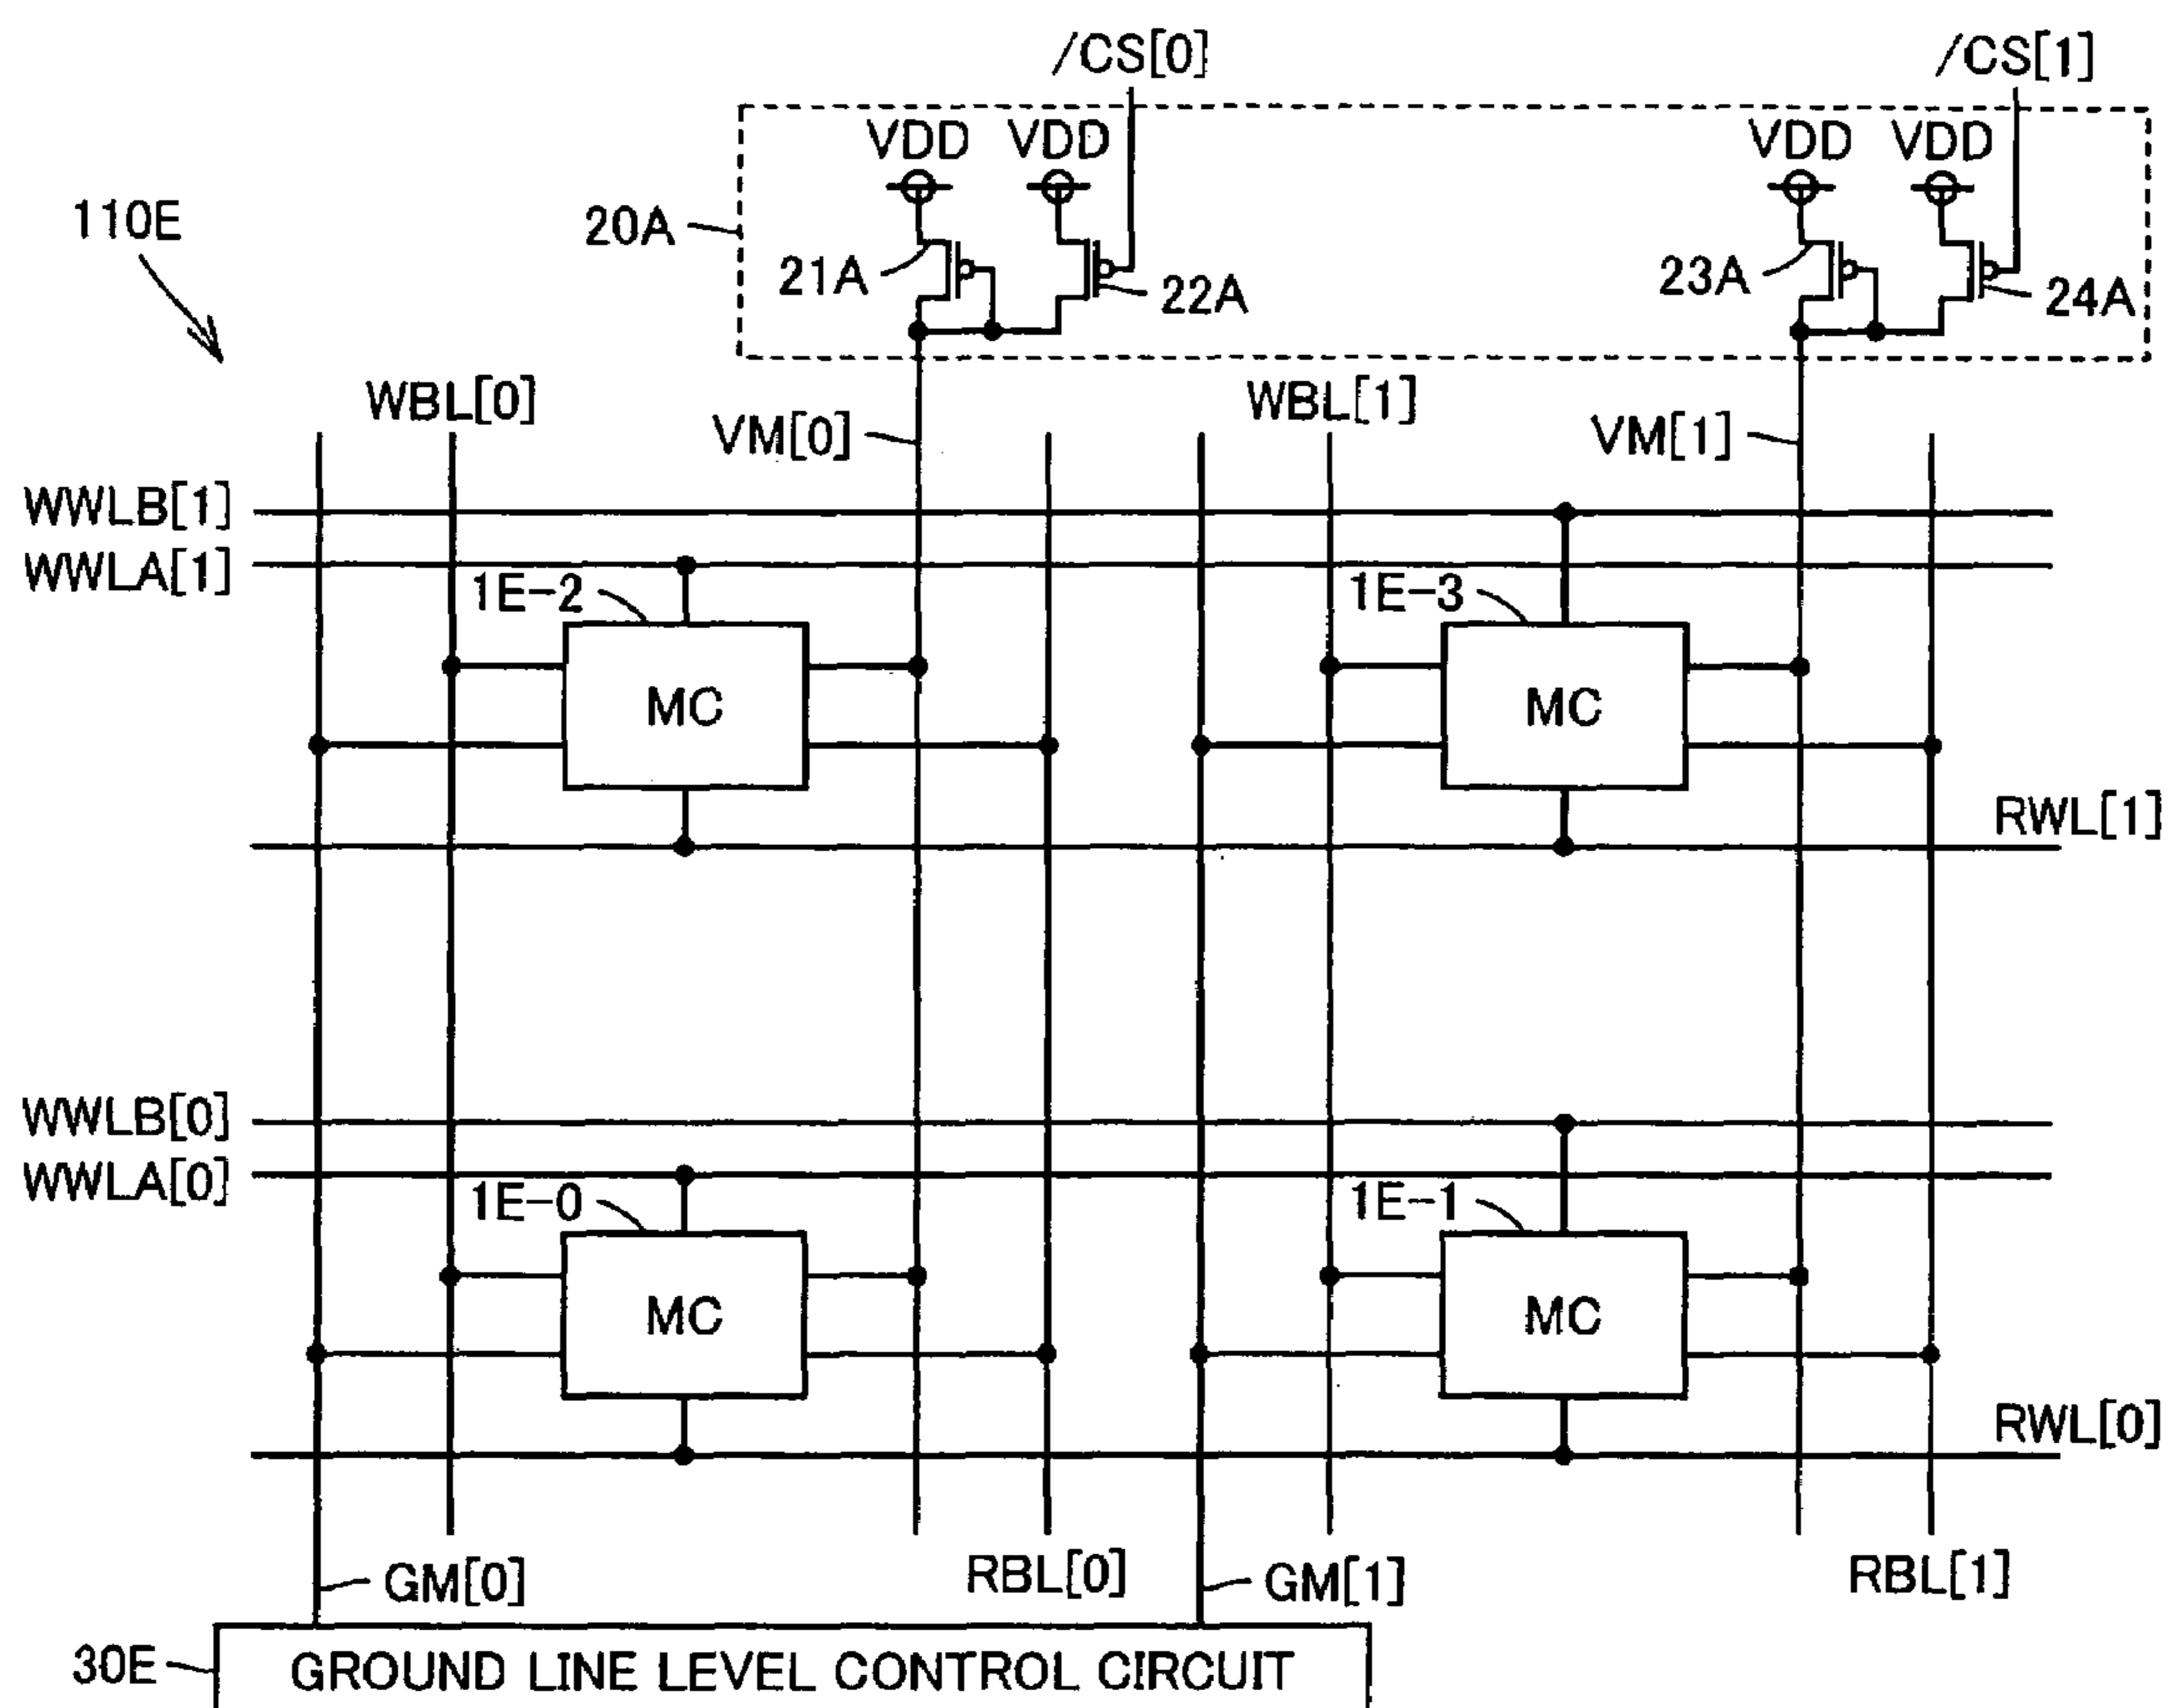 /CS[0] /CS[1]
VDD VDD VDD VDD
110E
20A
21A 22A 23A 24A
WBL[0] WBL[1]
VM[0] VM[1]
WWLB[1]
WWLA[1]
1E-2 1E-3
MC MC
RWL[1]
WWLB[0]
WWLA[0]
1E-0 1E-1
MC MC
RWL[0]
GM[0] RBL[0] GM[1] RBL[1]
30E GROUND LINE LEVEL CONTROL CIRCUIT